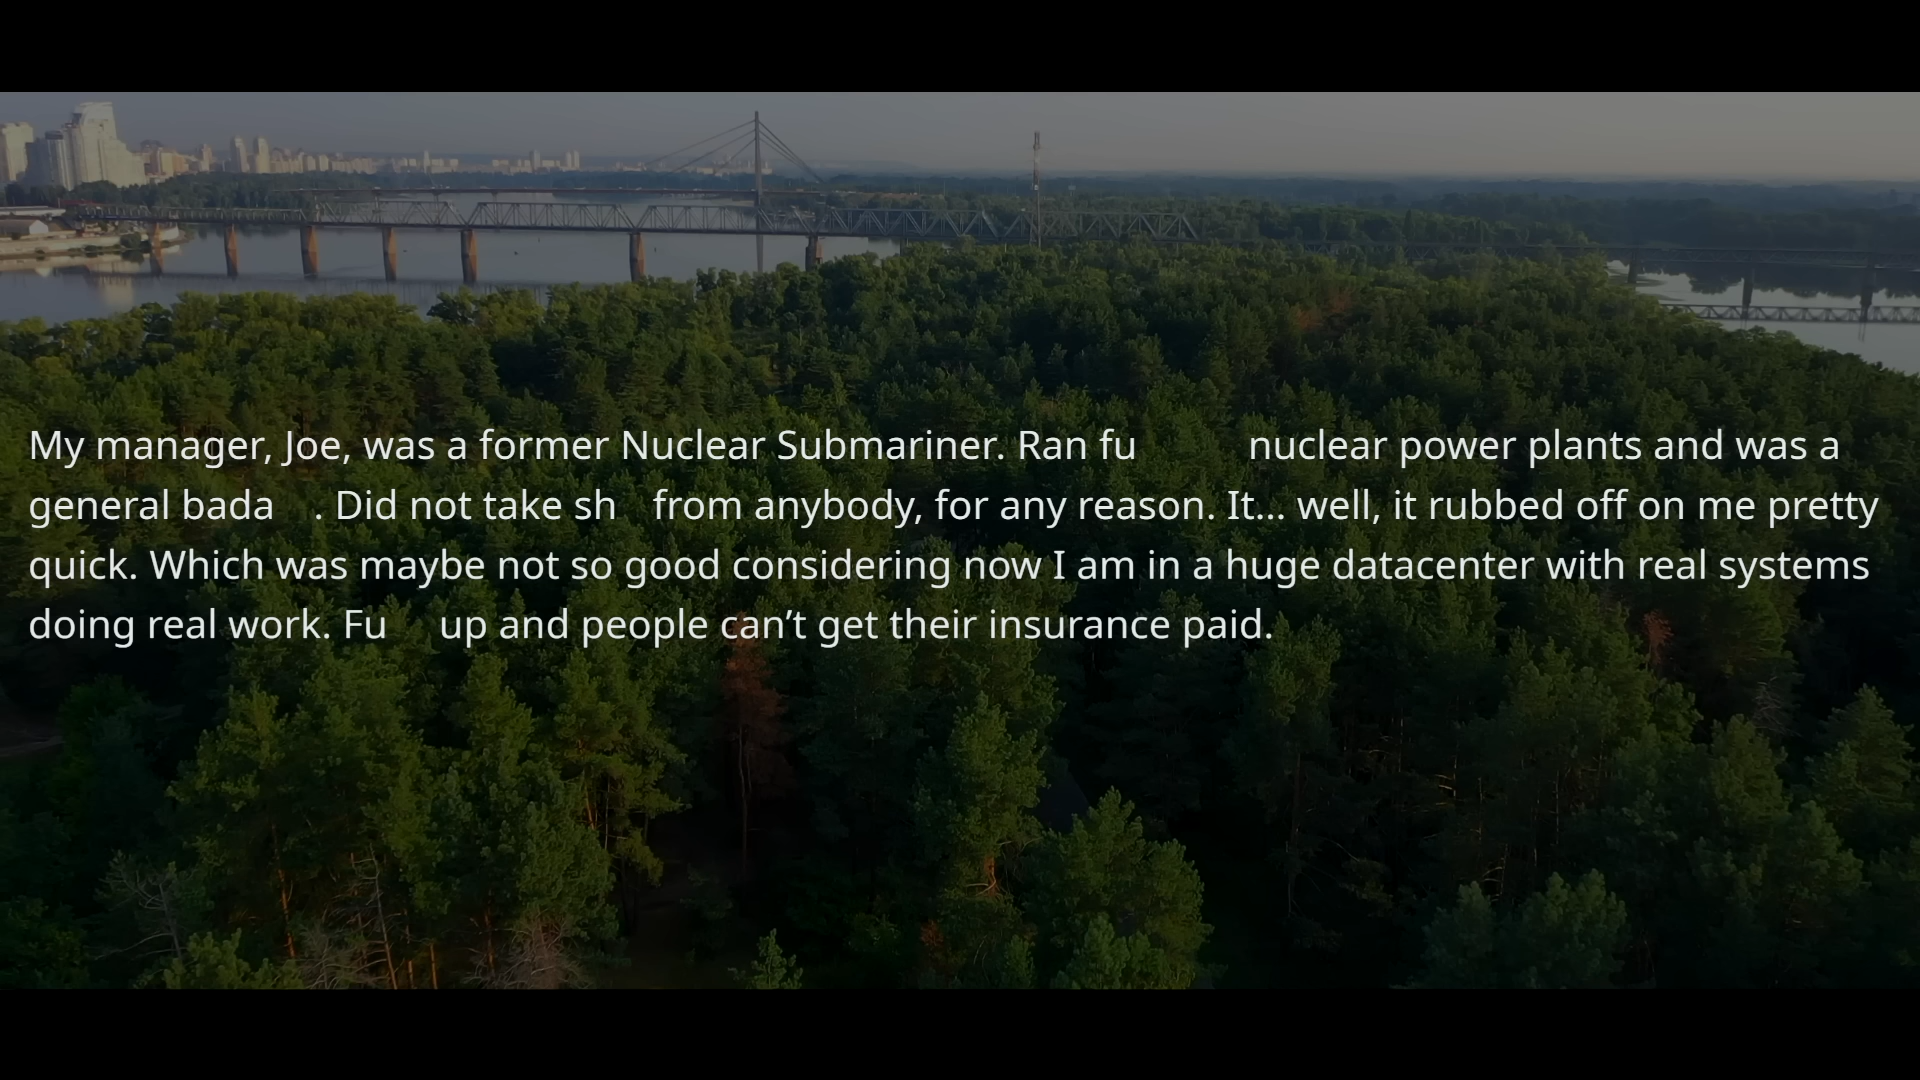 My manager, Joe, was a former Nuclear Submariner. Ran fu nuclear power plants and was a
general bada . Did not take sh from anybody, for any reason. It... well, it rubbed off on me pretty
quick. Which was maybe not so good considering now I am in a huge datacenter with real systems
doing real work. Fu up and people can’t get their insurance paid.